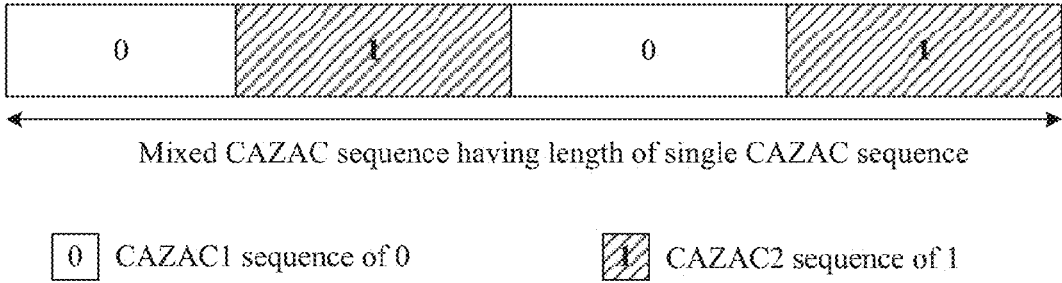 0 1 0 1
Mixed CAZAC sequence having length of single CAZAC sequence
0 CAZAC1 sequence of 0 1 CAZAC2 sequence of 1